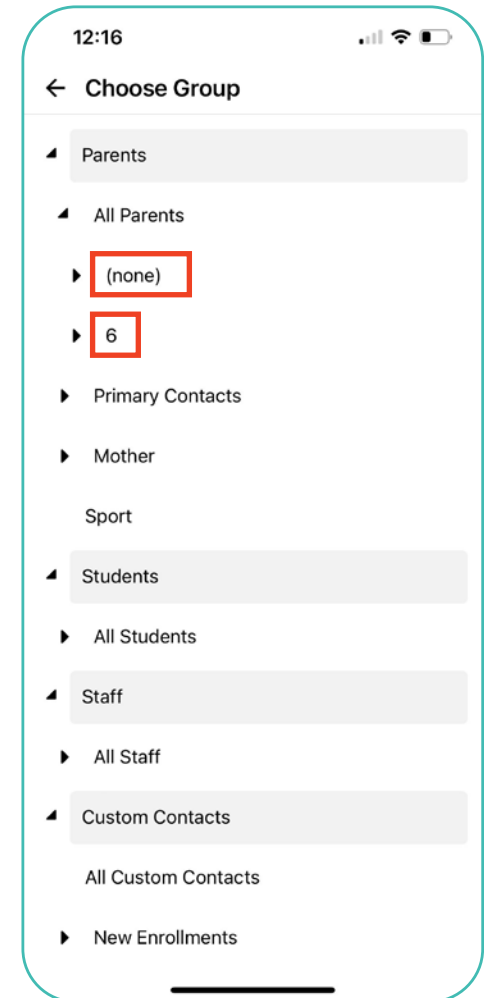 12:16
Choose Group
Parents
All Parents
(none)
6
Primary Contacts
Mother
Sport
Students
All Students
Staff
All Staff
Custom Contacts
All Custom Contacts
New Enrollments